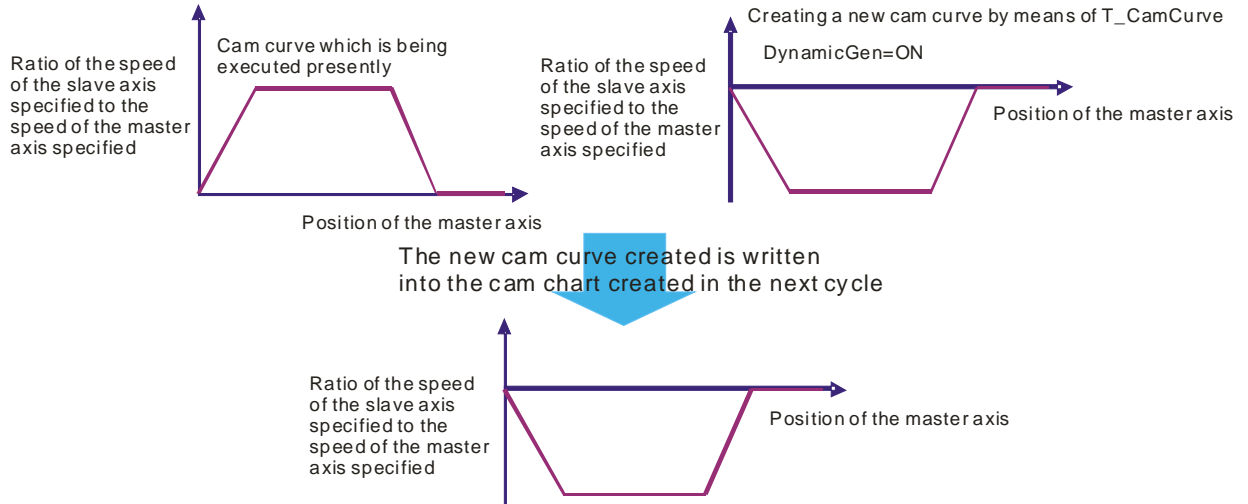 Ratio of the speed
of the slave axis
specified to the
speed of the master
axis specified
Cam curve which is being
executed presently
Position of the master axis
Creating a new cam curve by means of T_CamCurve
DynamicGen=ON
Ratio of the speed
of the slave axis
specified to the
speed of the master
axis specified
Position of the master axis
The new cam curve created is written
into the cam chart created in the next cycle
Ratio of the speed
of the slave axis
specified to the
speed of the master
axis specified
Position of the master axis